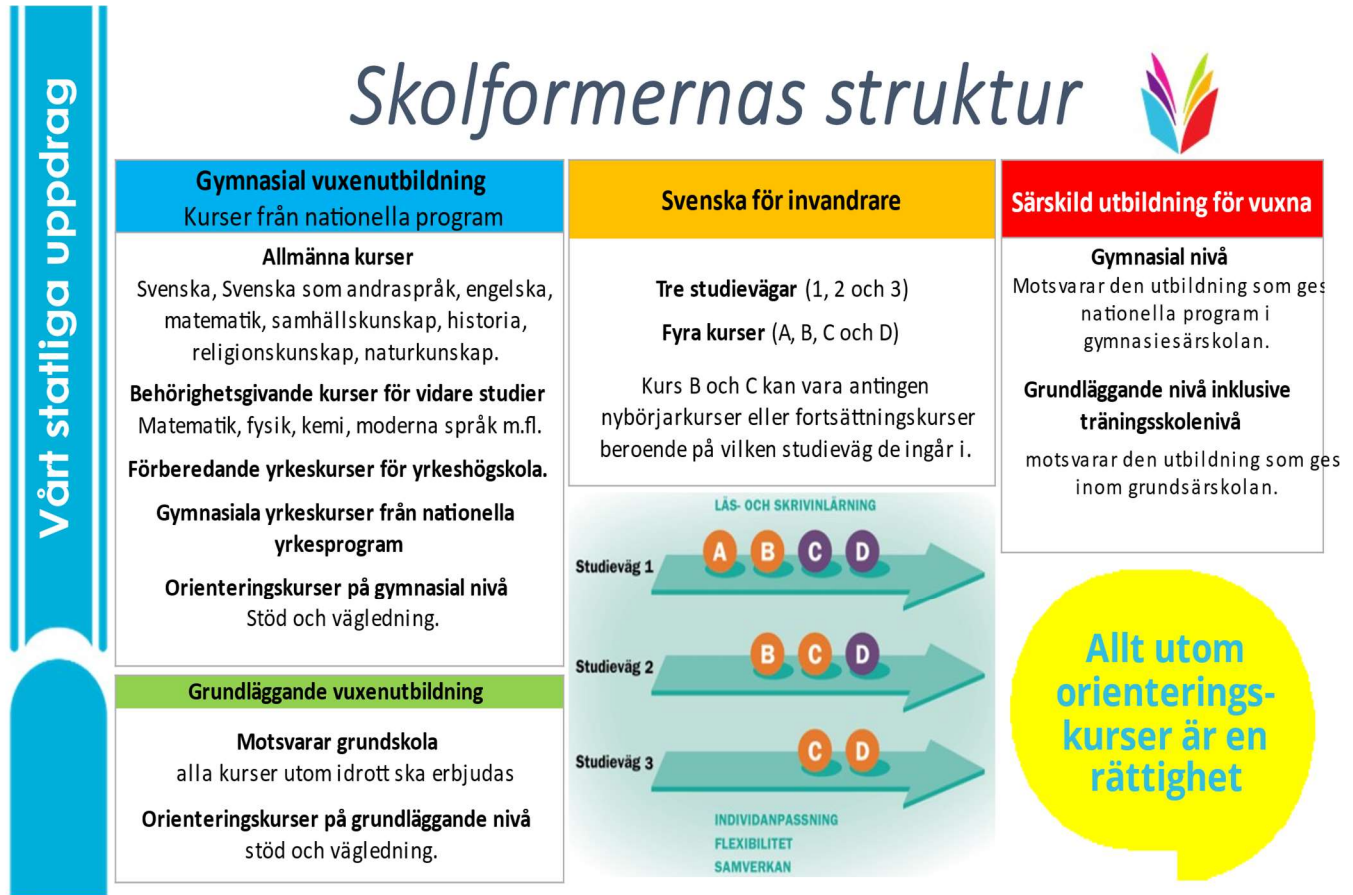 Vårt statliga uppdrag
Skolformernas struktur
Gymnasial vuxenutbildning
Kurser från nationella program
Allmänna kurser
Svenska, Svenska som andraspråk, engelska,
matematik, samhällskunskap, historia,
religionskunskap, naturkunskap.
Behörighetsgivande kurser för vidare studier
Matematik, fysik, kemi, moderna språk m.fl.
Förberedande yrkeskurser för yrkeshögskola.
Gymnasiala yrkeskurser från nationella
yrkesprogram
Orienteringskurser på gymnasial nivå
Stöd och vägledning.
Grundläggande vuxenutbildning
Motsvarar grundskola
alla kurser utom idrott ska erbjudas
Orienteringskurser på grundläggande nivå
stöd och vägledning.
Svenska för invandrare
Tre studievägar (1, 2 och 3)
Fyra kurser (A, B, C och D)
Kurs B och C kan vara antingen
nybörjarkurser eller fortsättningskurser
beroende på vilken studieväg de ingår i.
LÄS- OCH SKRIVINLÄRNING
Studieväg 1 A B C D
Studieväg 2 B C D
Studieväg 3 C D
INDIVIDANPASSNING
FLEXIBILITET
SAMVERKAN
Särskild utbildning för vuxna
Gymnasial nivå
Motsvarar den utbildning som ges
nationella program i
gymnasiesärskolan.
Grundläggande nivå inklusive
träningsskolenivå
motsvarar den utbildning som ges
inom grundsärskolan.
Allt utom
orienterings-
kurser är en
rättighet